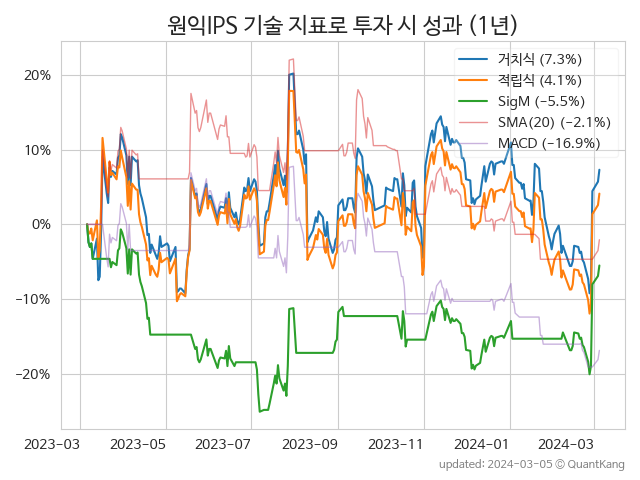 원익IPS 기술 지표로 투자 시 성과 (1년)
거치식 (7.3%)
적립식 (4.1%)
SigM (−5.5%)
SMA(20) (−2.1%)
MACD (−16.9%)
20%
10%
0%
−10%
−20%
2023-03 2023-05 2023-07 2023-09 2023-11 2024-01 2024-03
updated: 2024-03-05 ⓒ QuantKang